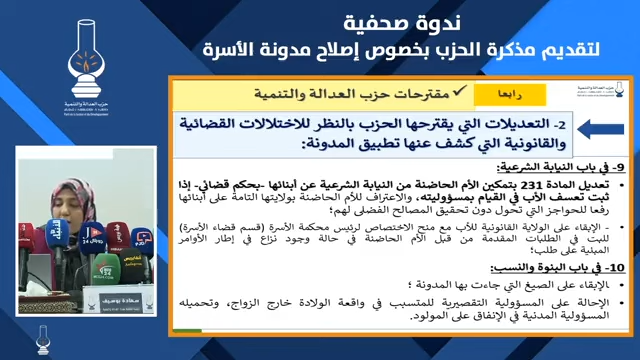 ندوة صحفية
لتقديم مذكرة الحزب بخصوص إصلاح مدونة الأسرة
حزب العدالة والتنمية
رابعا
✓ مقترحات حزب العدالة والتنمية
2- التعديلات التي يقترحها الحزب بالنظر للاختلالات القضائية
والقانونية التي كشف عنها تطبيق المدونة:
9- في باب النيابة الشرعية:
• تعديل المادة 231 بتمكين الأم الحاضنة من النيابة الشرعية عن أبنائها -بحكم قضائي- إذا
ثبت تعسف الأب في القيام بمسؤوليته، والاعتراف للأم الحاضنة بولايتها التامة على أبنائها
رفعا للحواجز التي تحول دون تحقيق المصالح الفضلى لهم؛
- الإبقاء على الولاية القانونية للأب مع منح الاختصاص لرئيس محكمة الأسرة (قسم قضاء الأسرة)
للبت في الطلبات المقدمة من قبل الأم الحاضنة في حالة وجود نزاع في إطار الأوامر
المبنية على طلب؛
10- في باب البنوة والنسب:
• الإبقاء على الصيغ التي جاءت بها المدونة ؛
الإحالة على المسؤولية التقصيرية للمتسبب في واقعة الولادة خارج الزواج، وتحميله
المسؤولية المدنية في الإنفاق على المولود.
سعادة بوسيف